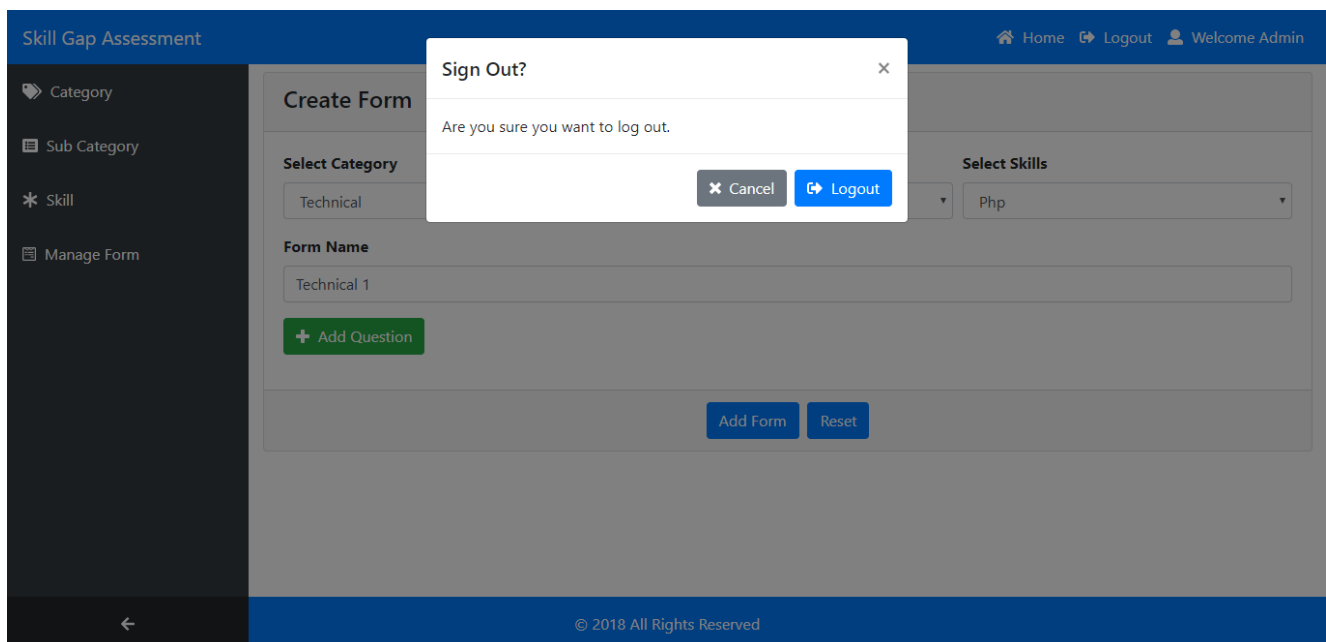 Skill Gap Assessment
Home Logout Welcome Admin
Category
Sub Category
Skill
Manage Form
Sign Out? ×
Are you sure you want to log out.
Cancel Logout
Create Form
Select Category Select Skills
Technical Php
Form Name
Technical 1
Add Question
Add Form Reset
© 2018 All Rights Reserved